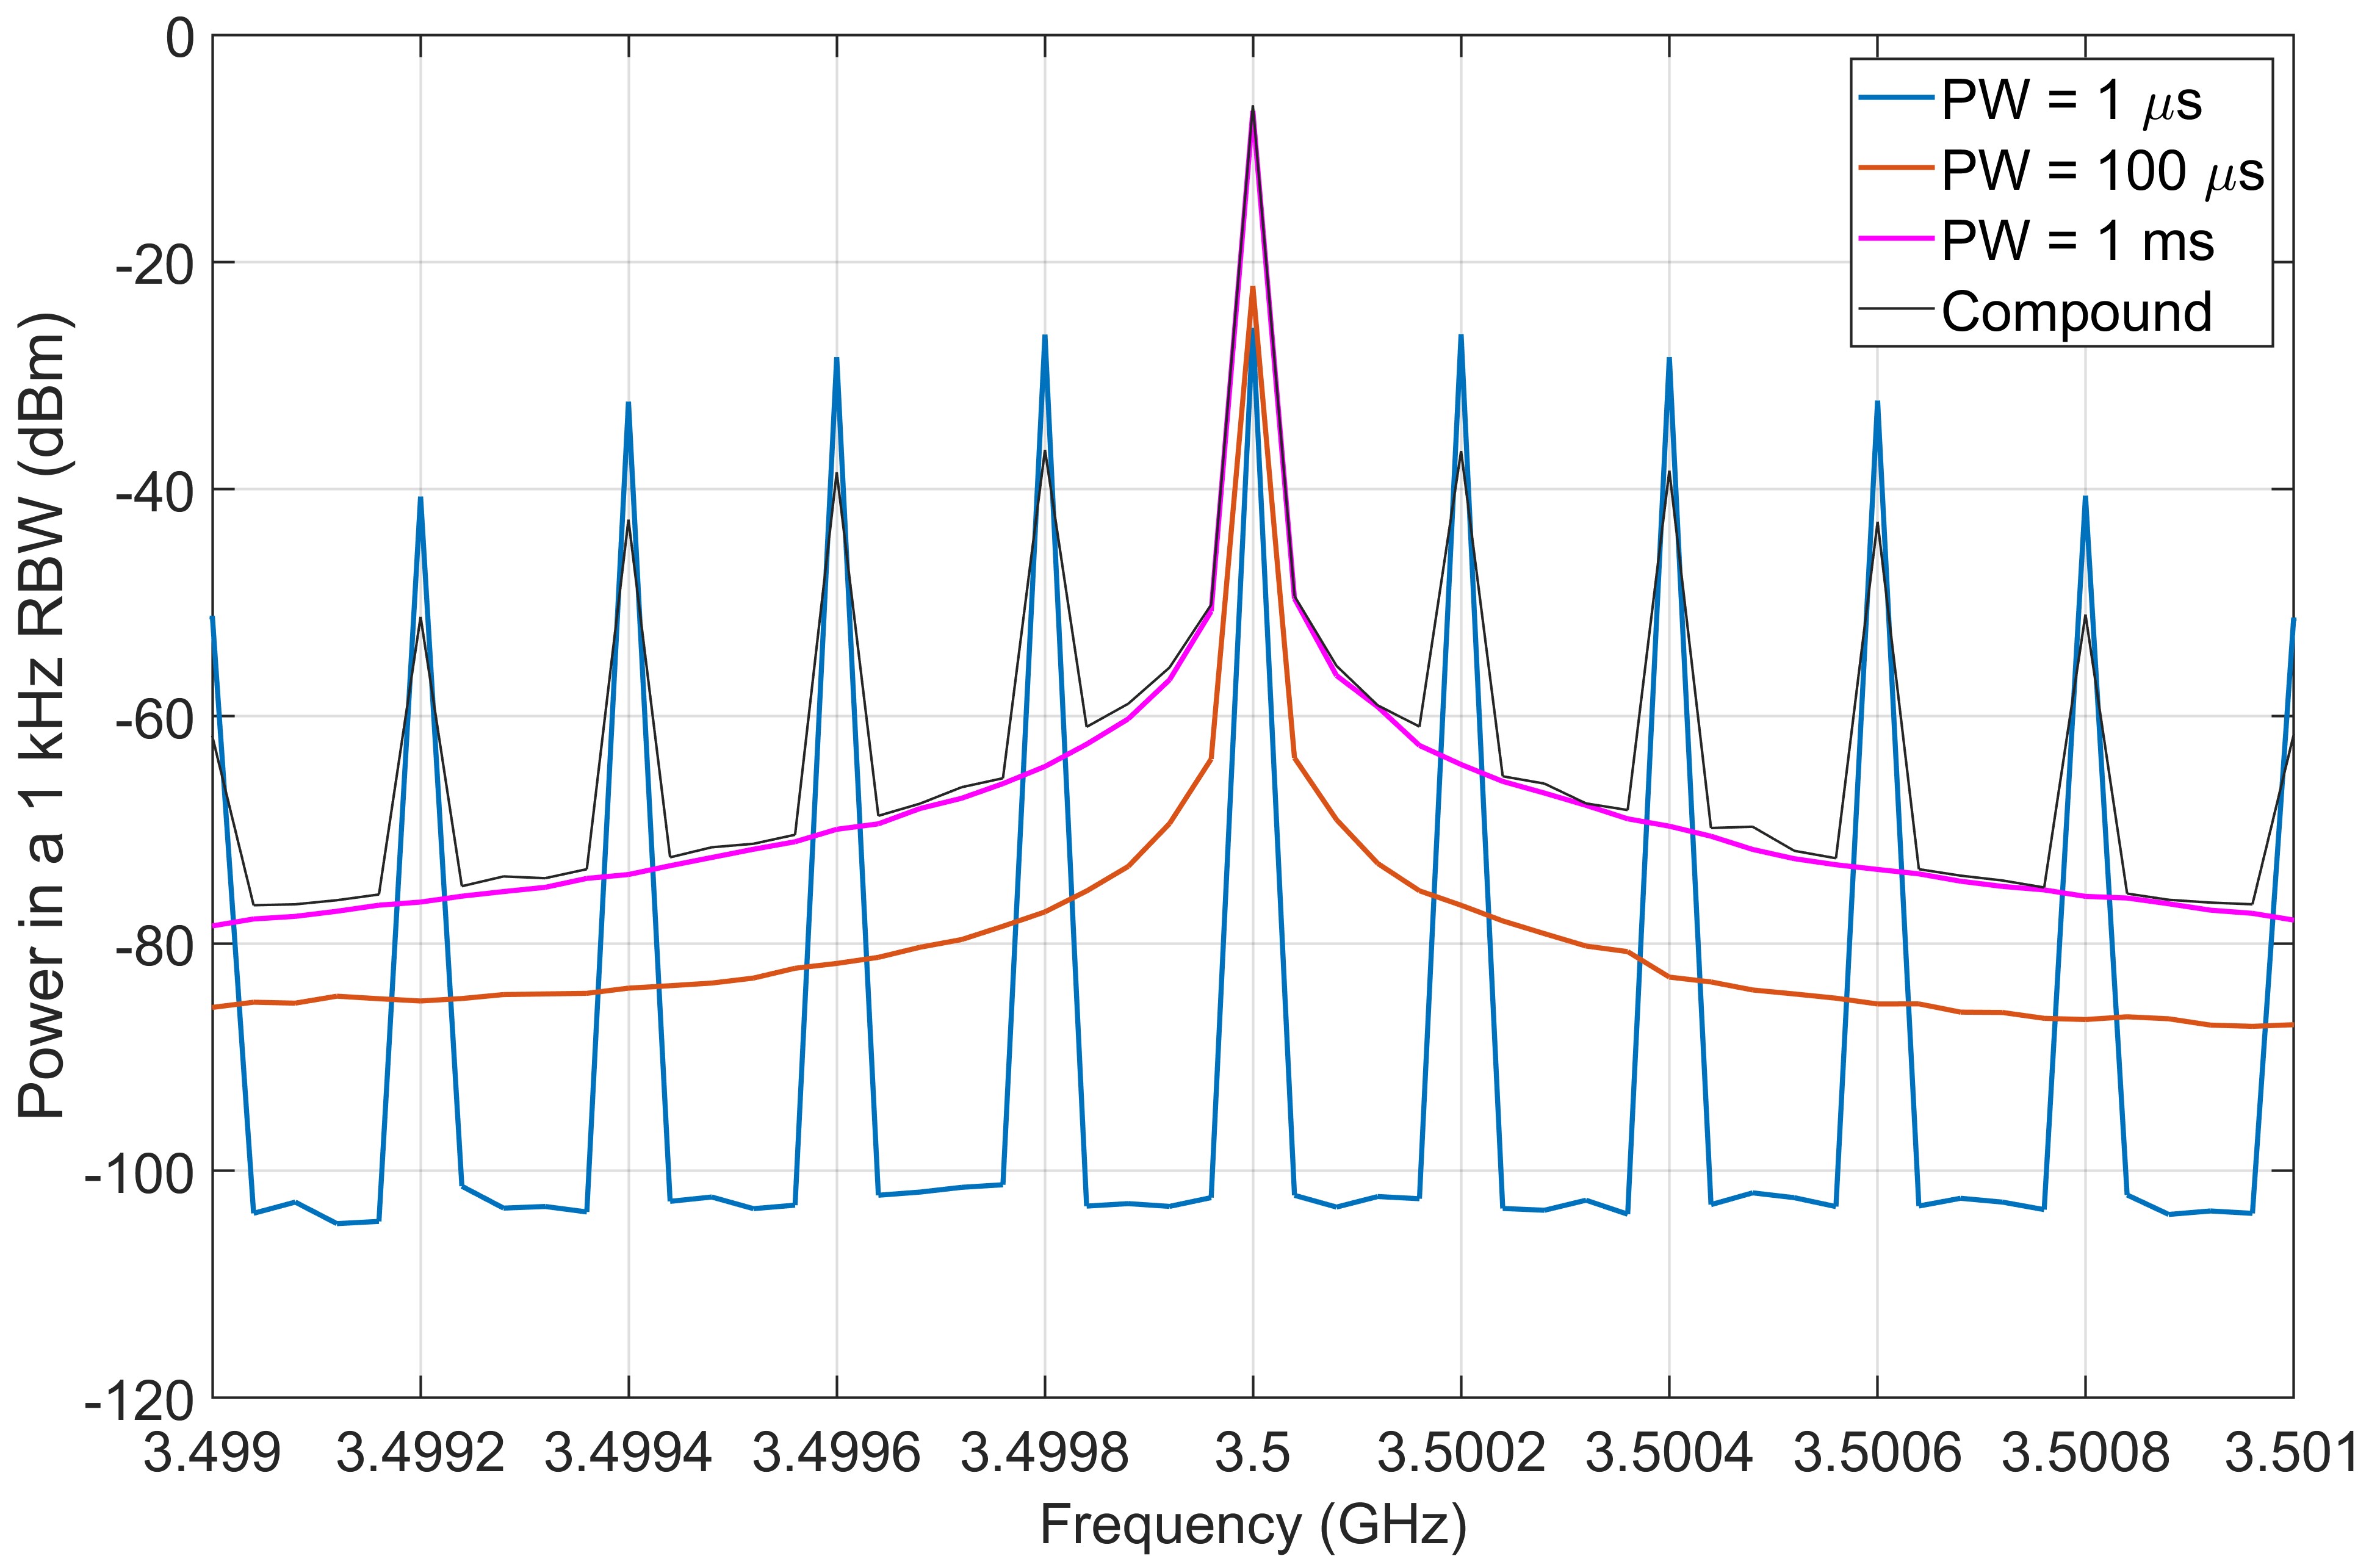 Power in a 1 kHz RBW (dBm)
0
-20
-40
-60
-80
-100
-120
PW = 1 μs
PW = 100 μs
PW = 1 ms
Compound
3.499 3.4992 3.4994 3.4996 3.4998 3.5 3.5002 3.5004 3.5006 3.5008 3.501
Frequency (GHz)